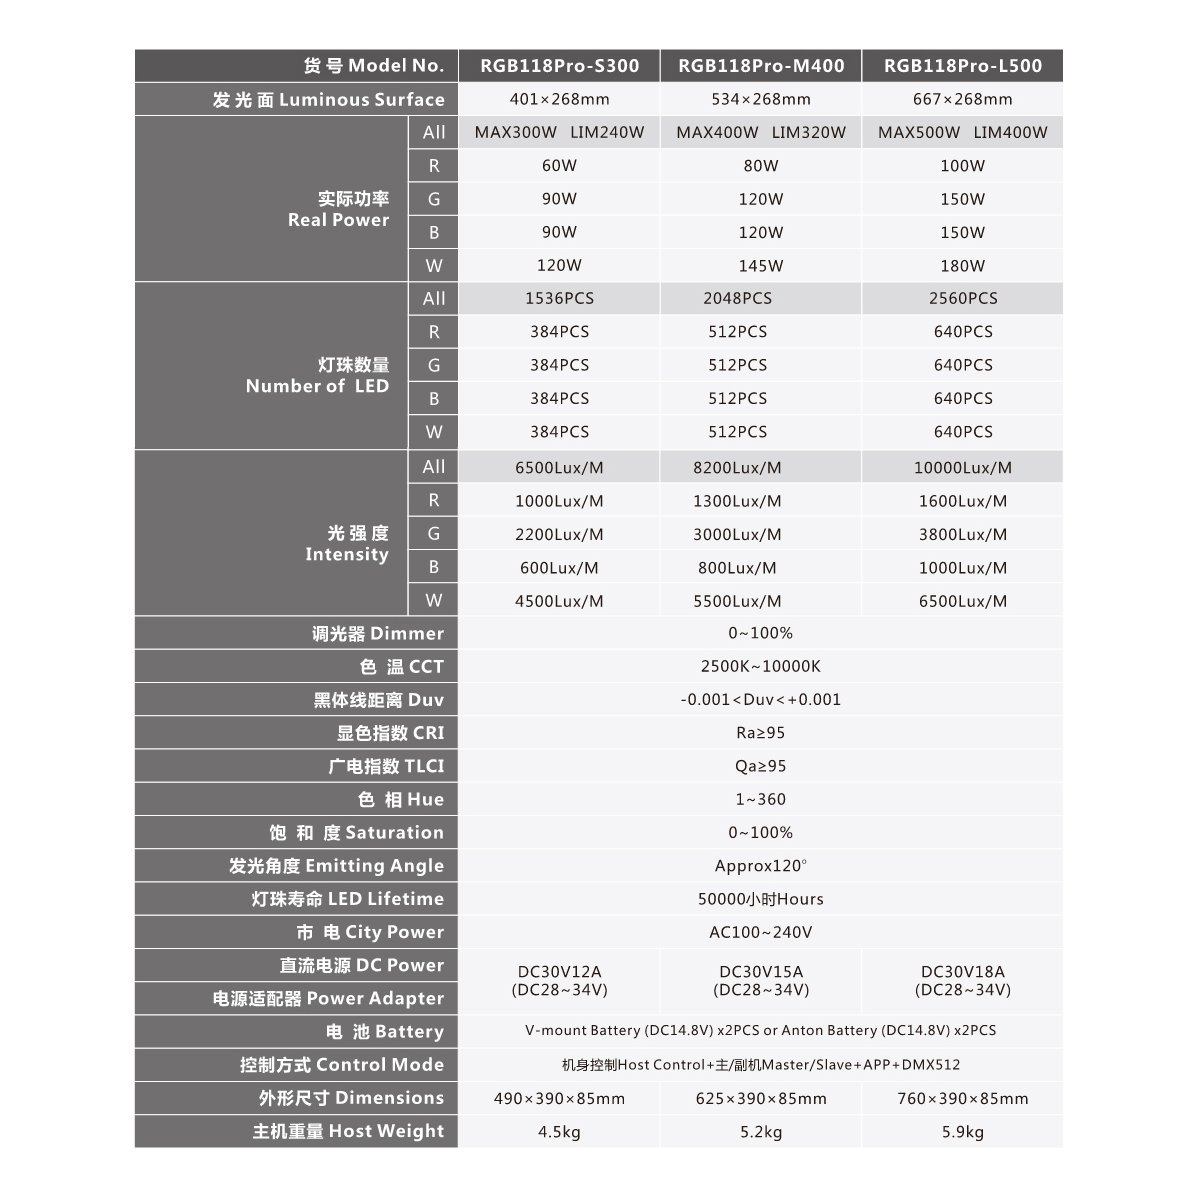 货 号 Model No. RGB118Pro-S300 RGB118Pro-M400 RGB118Pro-L500
发 光 面 Luminous Surface 401×268mm 534×268mm 667×268mm
All MAX300W LIM240W MAX400W LIM320W MAX500W LIM400W
R 60W 80W 100W
实际功率
Real Power
G 90W 120W 150W
B 90W 120W 150W
W 120W 145W 180W
All 1536PCS 2048PCS 2560PCS
R 384PCS 512PCS 640PCS
灯珠数量
Number of LED
G 384PCS 512PCS 640PCS
B 384PCS 512PCS 640PCS
W 384PCS 512PCS 640PCS
All 6500Lux/M 8200Lux/M 10000Lux/M
R 1000Lux/M 1300Lux/M 1600Lux/M
光 强 度
Intensity
G 2200Lux/M 3000Lux/M 3800Lux/M
B 600Lux/M 800Lux/M 1000Lux/M
W 4500Lux/M 5500Lux/M 6500Lux/M
调光器 Dimmer 0~100%
色 温 CCT 2500K~10000K
黑体线距离 Duv -0.001<Duv<+0.001
显色指数 CRI Ra≥95
广电指数 TLCI Qa≥95
色 相 Hue 1~360
饱 和 度 Saturation 0~100%
发光角度 Emitting Angle Approx120°
灯珠寿命 LED Lifetime 50000小时Hours
市 电 City Power AC100~240V
直流电源 DC Power DC30V12A DC30V15A DC30V18A
电源适配器 Power Adapter (DC28~34V) (DC28~34V) (DC28~34V)
电 池 Battery V-mount Battery (DC14.8V) x2PCS or Anton Battery (DC14.8V) x2PCS
控制方式 Control Mode 机身控制Host Control+主/副机Master/Slave+APP+DMX512
外形尺寸 Dimensions 490×390×85mm 625×390×85mm 760×390×85mm
主机重量 Host Weight 4.5kg 5.2kg 5.9kg